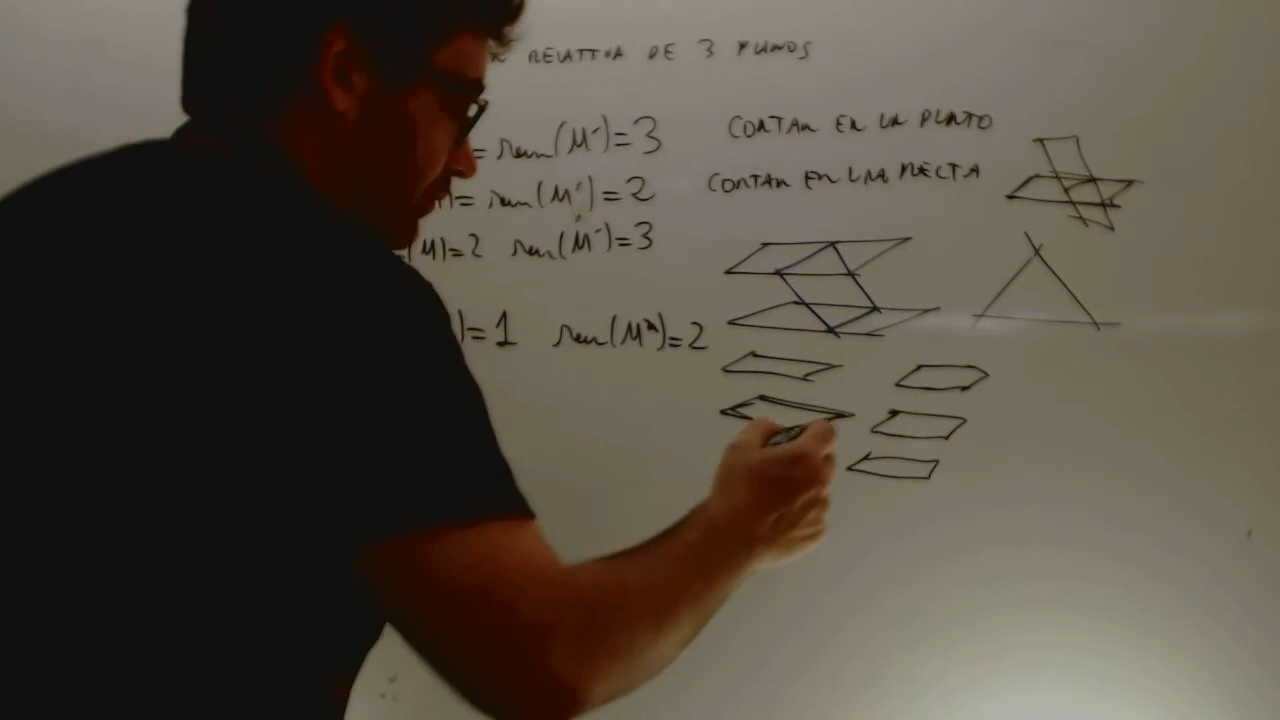 RELATIVA DE 3 PLANOS
= ran(M')=3 CORTAN EN UN PUNTO
= ran(M')=2 CORTAN EN UNA RECTA
(M)=2 ran(M')=3
)=1 ran(M*)=2